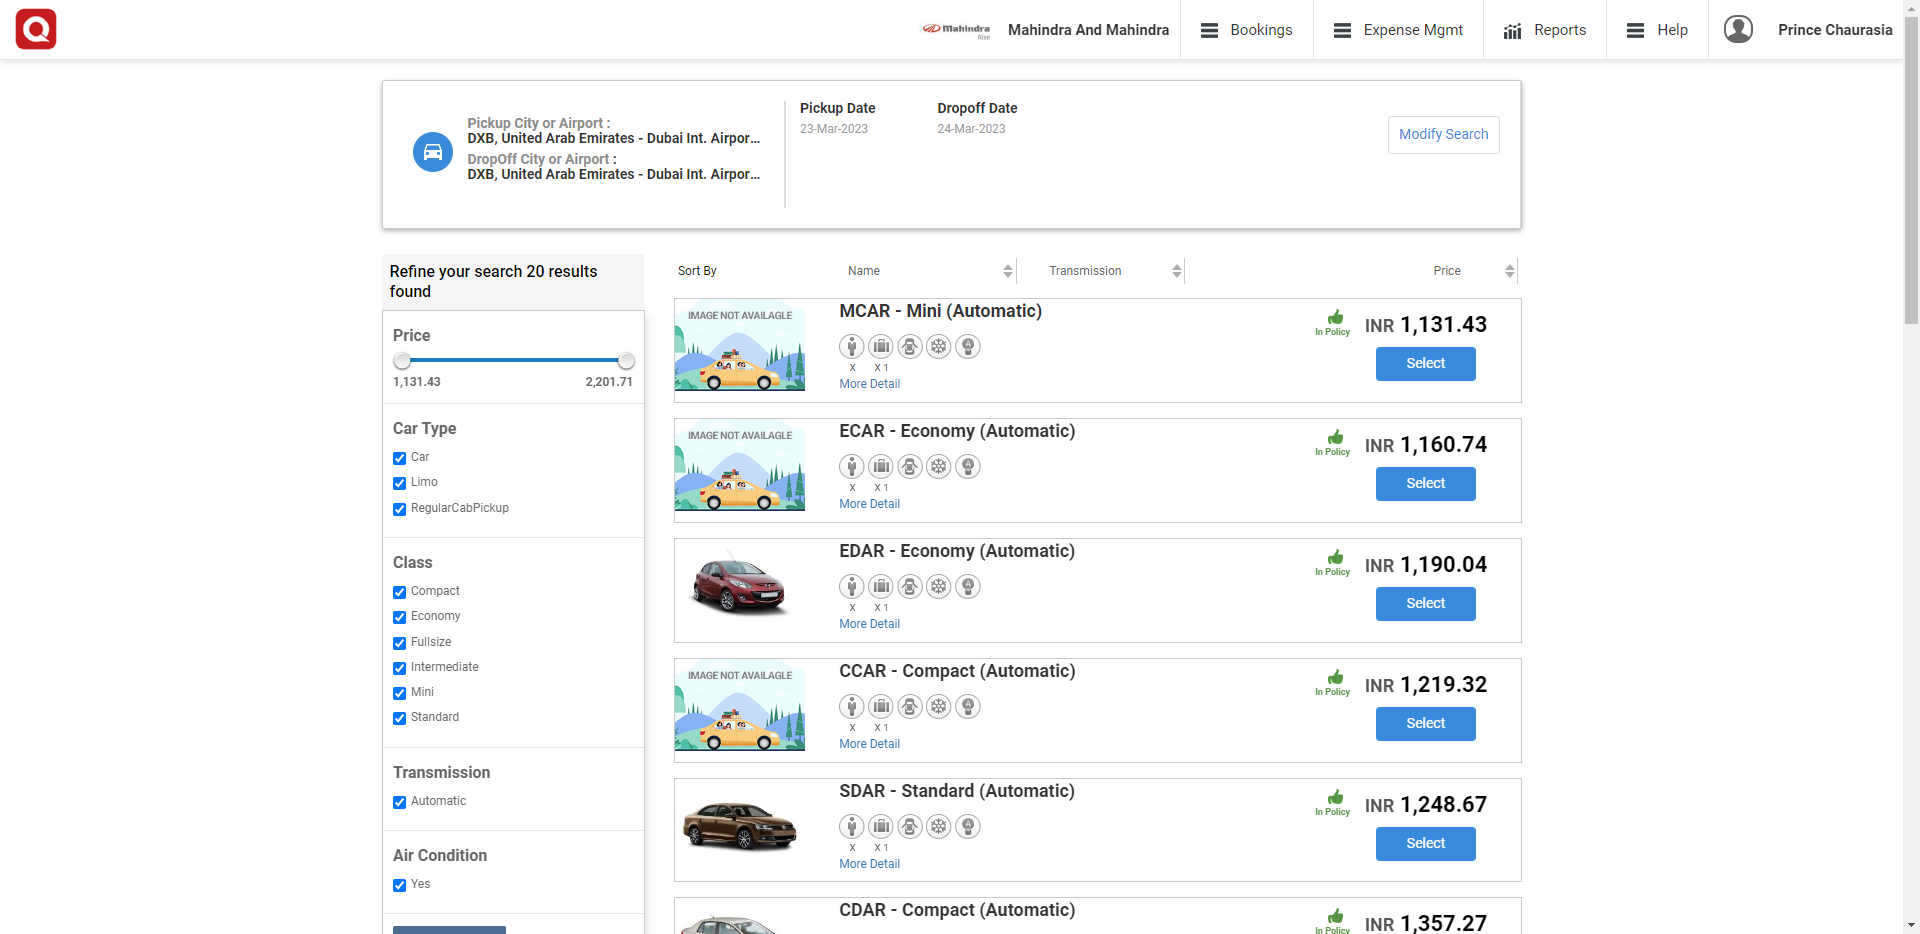 Mahindra
Rise
Mahindra And Mahindra
Bookings
Expense Mgmt
Reports
Help
Prince Chaurasia
Pickup City or Airport :
DXB, United Arab Emirates - Dubai Int. Airpor...
DropOff City or Airport :
DXB, United Arab Emirates - Dubai Int. Airpor...
Pickup Date
23-Mar-2023
Dropoff Date
24-Mar-2023
Modify Search
Refine your search 20 results
found
Price
1,131.43
2,201.71
Car Type
Car
Limo
RegularCabPickup
Class
Compact
Economy
Fullsize
Intermediate
Mini
Standard
Transmission
Automatic
Air Condition
Yes
Sort By
Name
Transmission
Price
IMAGE NOT AVAILAGLE
MCAR - Mini (Automatic)
X X 1
More Detail
In Policy
INR 1,131.43
Select
IMAGE NOT AVAILAGLE
ECAR - Economy (Automatic)
X X 1
More Detail
In Policy
INR 1,160.74
Select
EDAR - Economy (Automatic)
X X 1
More Detail
In Policy
INR 1,190.04
Select
IMAGE NOT AVAILAGLE
CCAR - Compact (Automatic)
X X 1
More Detail
In Policy
INR 1,219.32
Select
SDAR - Standard (Automatic)
X X 1
More Detail
In Policy
INR 1,248.67
Select
CDAR - Compact (Automatic)
In Policy
INR 1,357.27